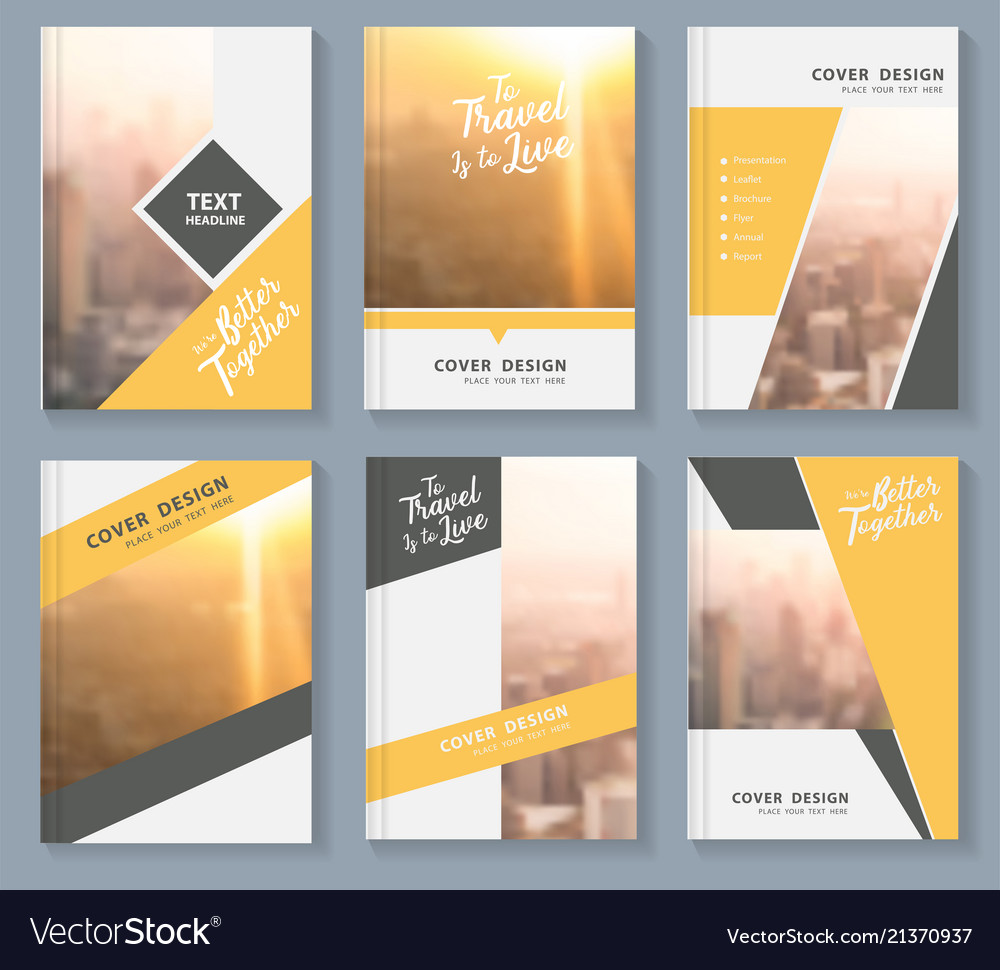 TEXT
HEADLINE
We're Better
Together
To
Travel
Is to Live
COVER DESIGN
PLACE YOUR TEXT HERE
COVER DESIGN
PLACE YOUR TEXT HERE
Presentation
Leaflet
Brochure
Flyer
Annual
Report
COVER DESIGN
PLACE YOUR TEXT HERE
To
Travel
Is to Live
COVER DESIGN
PLACE YOUR TEXT HERE
We're Better
Together
COVER DESIGN
PLACE YOUR TEXT HERE
VectorStock®
VectorStock.com/21370937